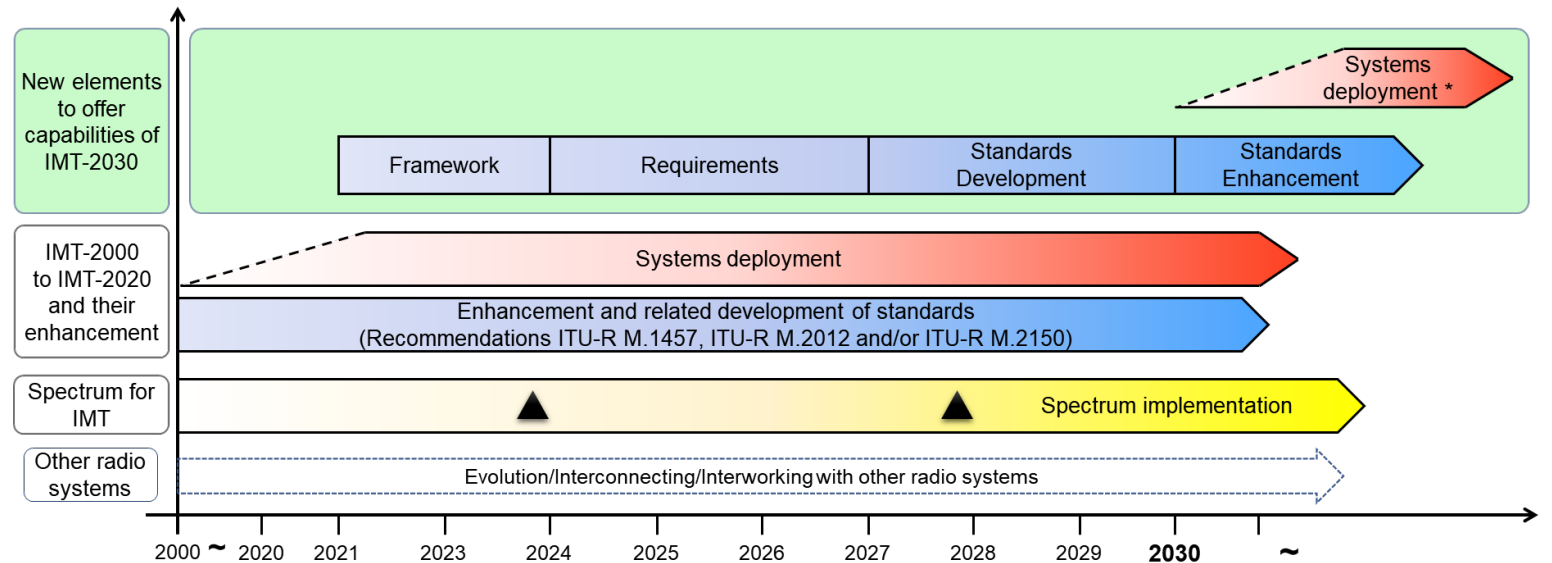 New elements
to offer
capabilities of
IMT-2030
Systems
deployment *
Framework
Requirements
Standards
Development
Standards
Enhancement
IMT-2000
to IMT-2020
and their
enhancement
Systems deployment
Enhancement and related development of standards
(Recommendations ITU-R M.1457, ITU-R M.2012 and/or ITU-R M.2150)
Spectrum for
IMT
Spectrum implementation
Other radio
systems
Evolution/Interconnecting/Interworking with other radio systems
2000 ~ 2020 2021 2023 2024 2025 2026 2027 2028 2029 2030 ~